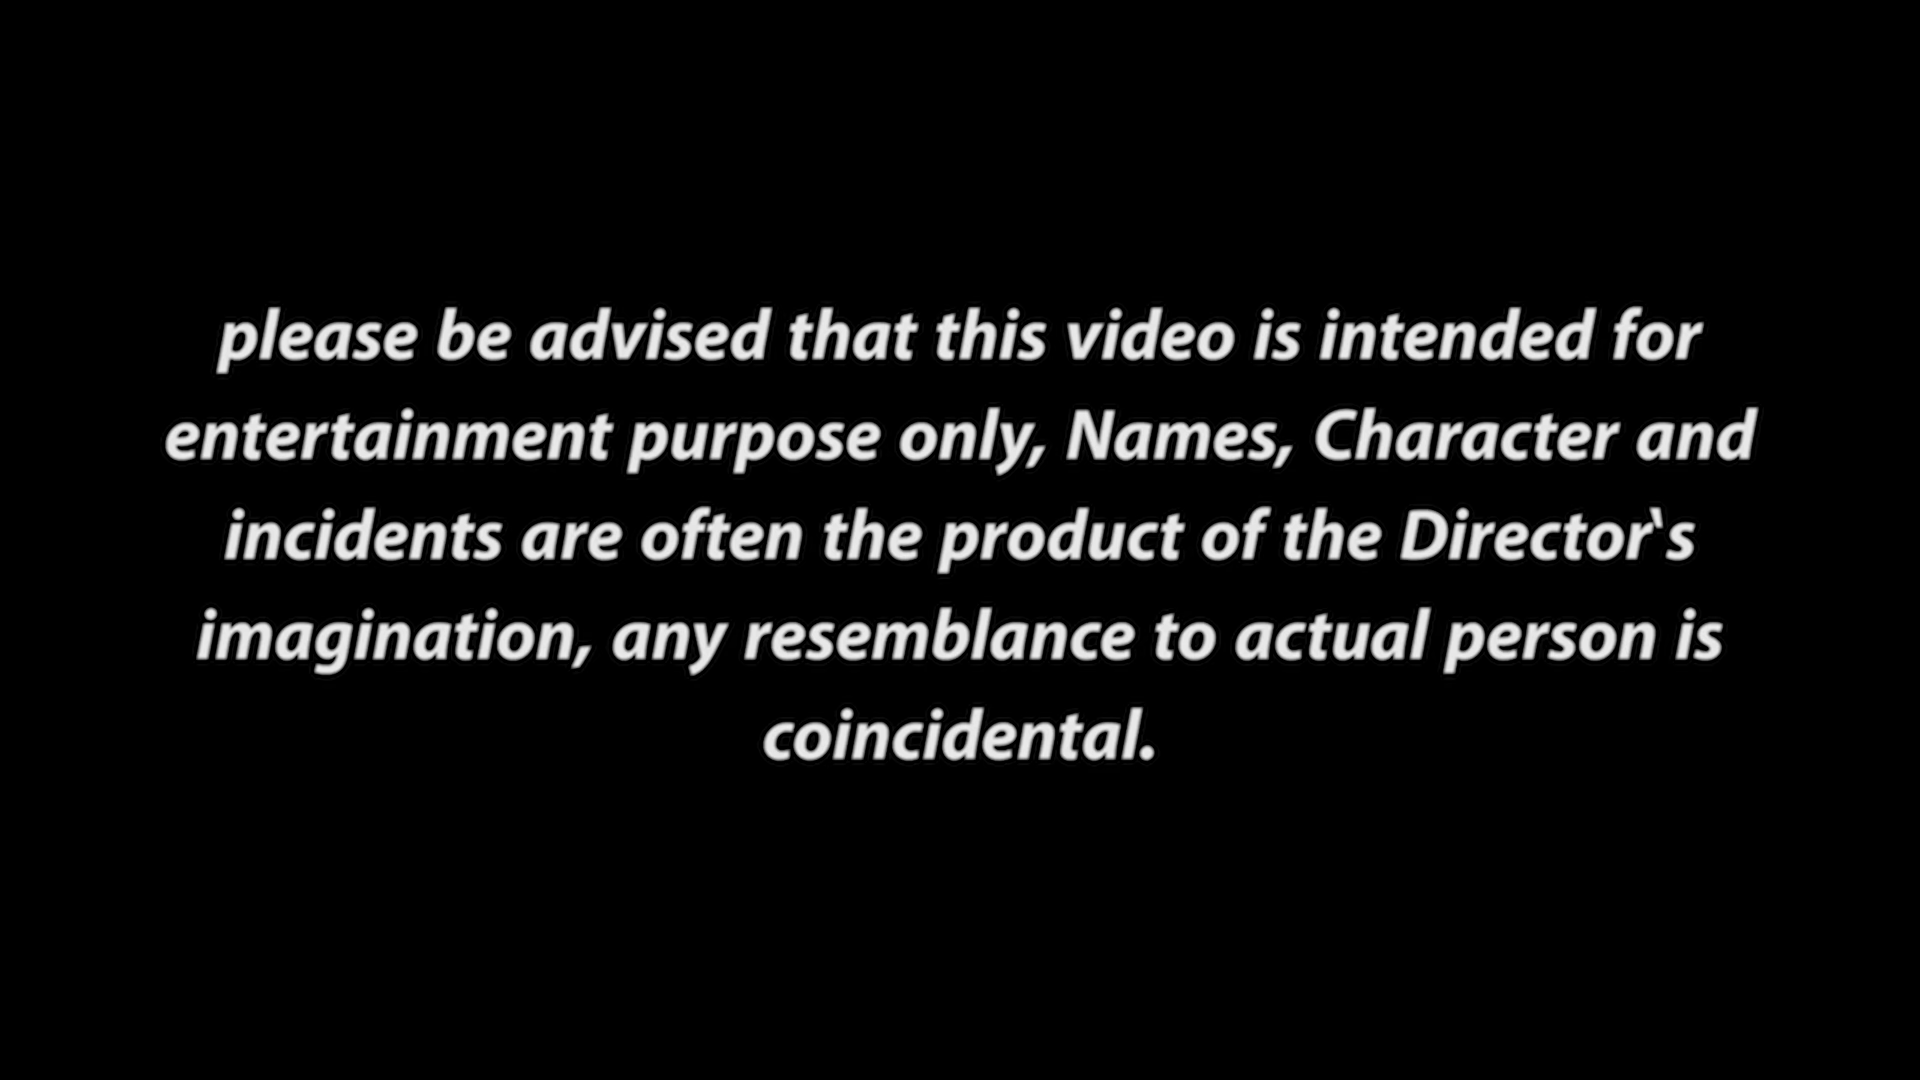 please be advised that this video is intended for
entertainment purpose only, Names, Character and
incidents are often the product of the Director`s
imagination, any resemblance to actual person is
coincidental.